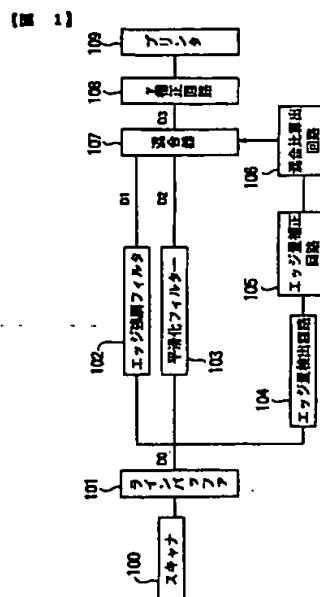 【図 1】
109
プリンタ
108
γ補正回路
D3
107
混合器
D1
D2
106
混合比算出
回路
102
エッジ強調フィルタ
平滑化フィルター
103
105
エッジ量補正
回路
104
エッジ量検出回路
D0
101
ラインバッファ
100
スキャナ